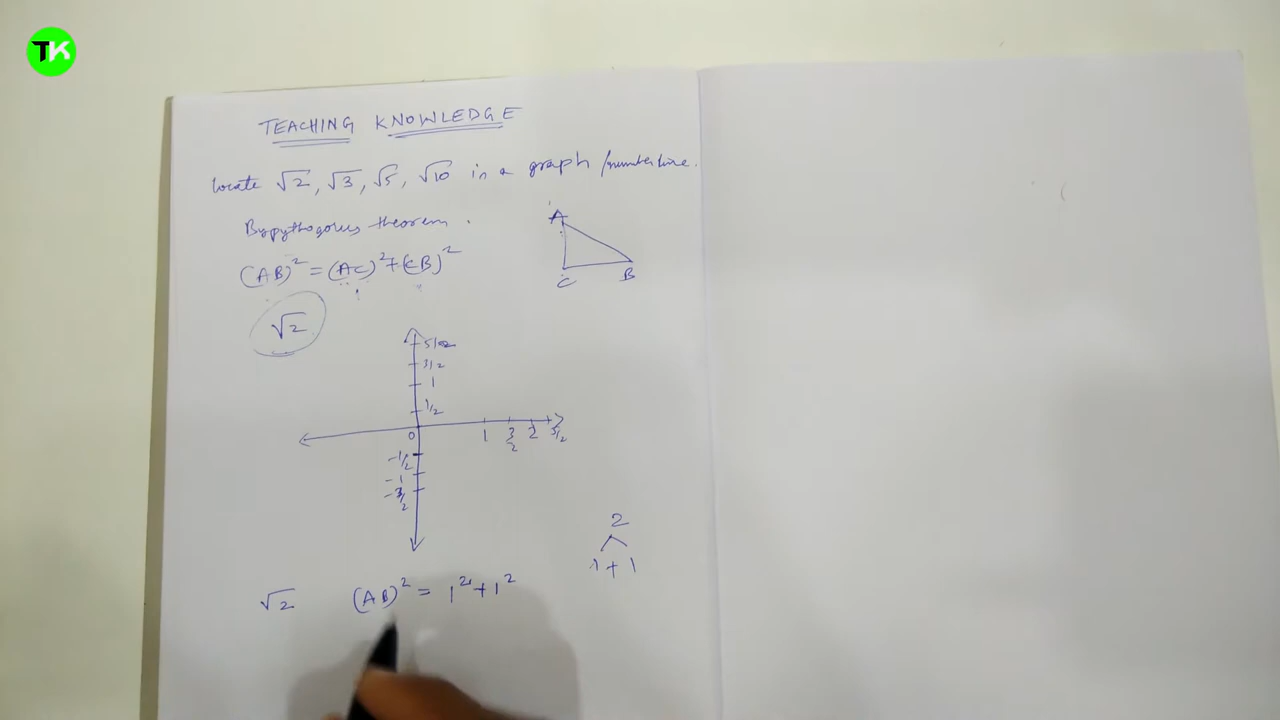 TK
TEACHING KNOWLEDGE
locate √2, √3, √5, √10 in a graph /number line.
By pythogorus theorem.
(AB)² = (AC)² + (CB)²
A
C B
√2
5/2
3/2
1
1/2
0 1 3/2 2 5/2
-1/2
-1
-3/2
2
1 + 1
√2 (AB)² = 1² + 1²